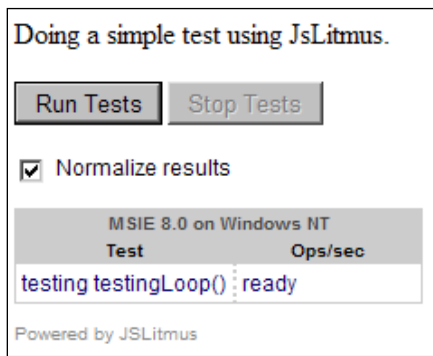 Doing a simple test using JsLitmus.
Run Tests Stop Tests
Normalize results
MSIE 8.0 on Windows NT
Test Ops/sec
testing testingLoop() ready
Powered by JSLitmus